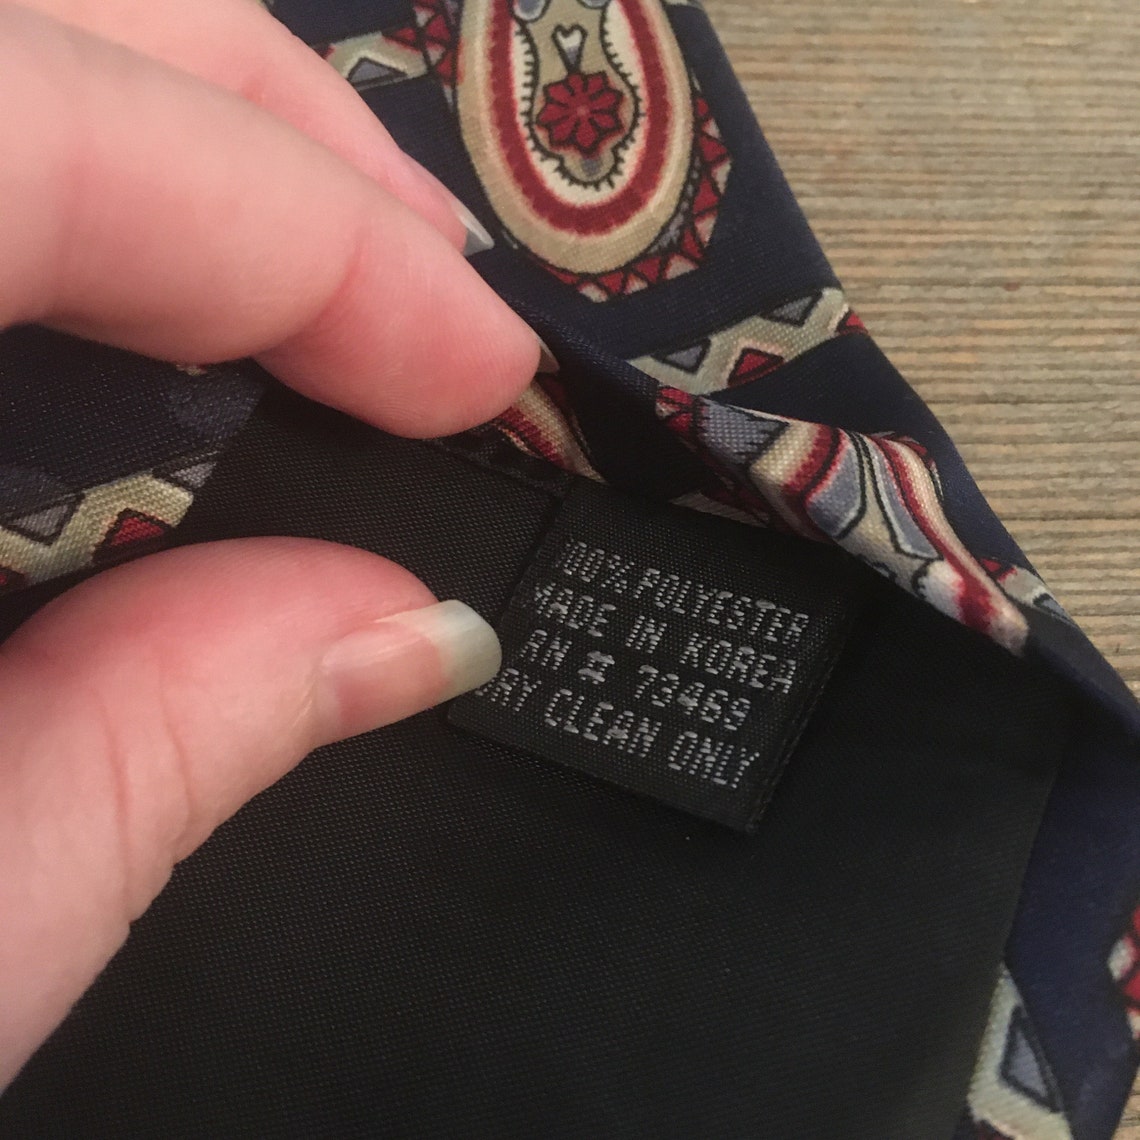 100% POLYESTER
MADE IN KOREA
RN # 73469
DRY CLEAN ONLY